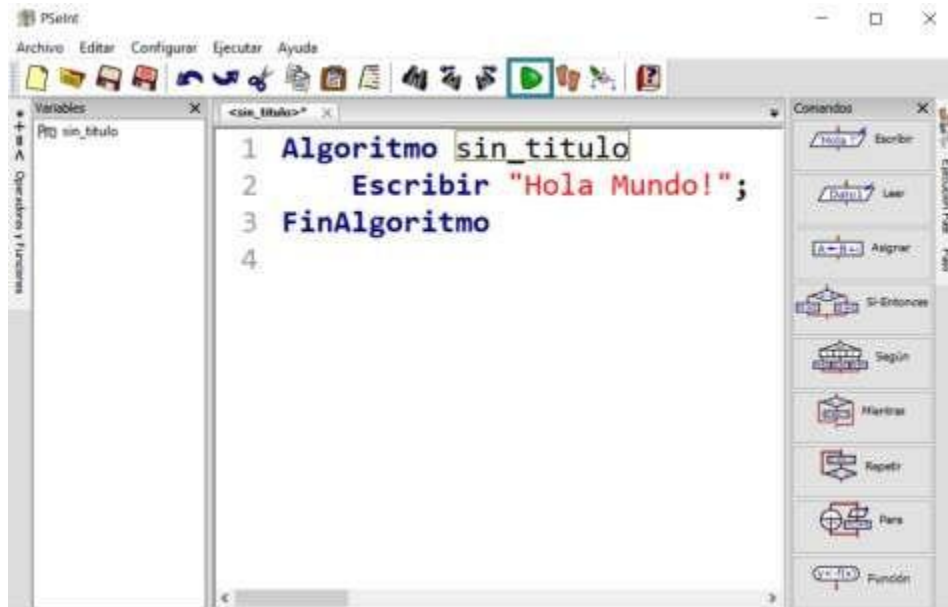 PSeInt
Archivo Editar Configurar Ejecutar Ayuda
Variables
<sin_titulo>*
Comandos
Pro sin_titulo
Operadores y Funciones
1 Algoritmo sin_titulo
2 Escribir "Hola Mundo!";
3 FinAlgoritmo
4
Escribir
Leer
Asignar
Si-Entonces
Según
Mientras
Repetir
Para
Función